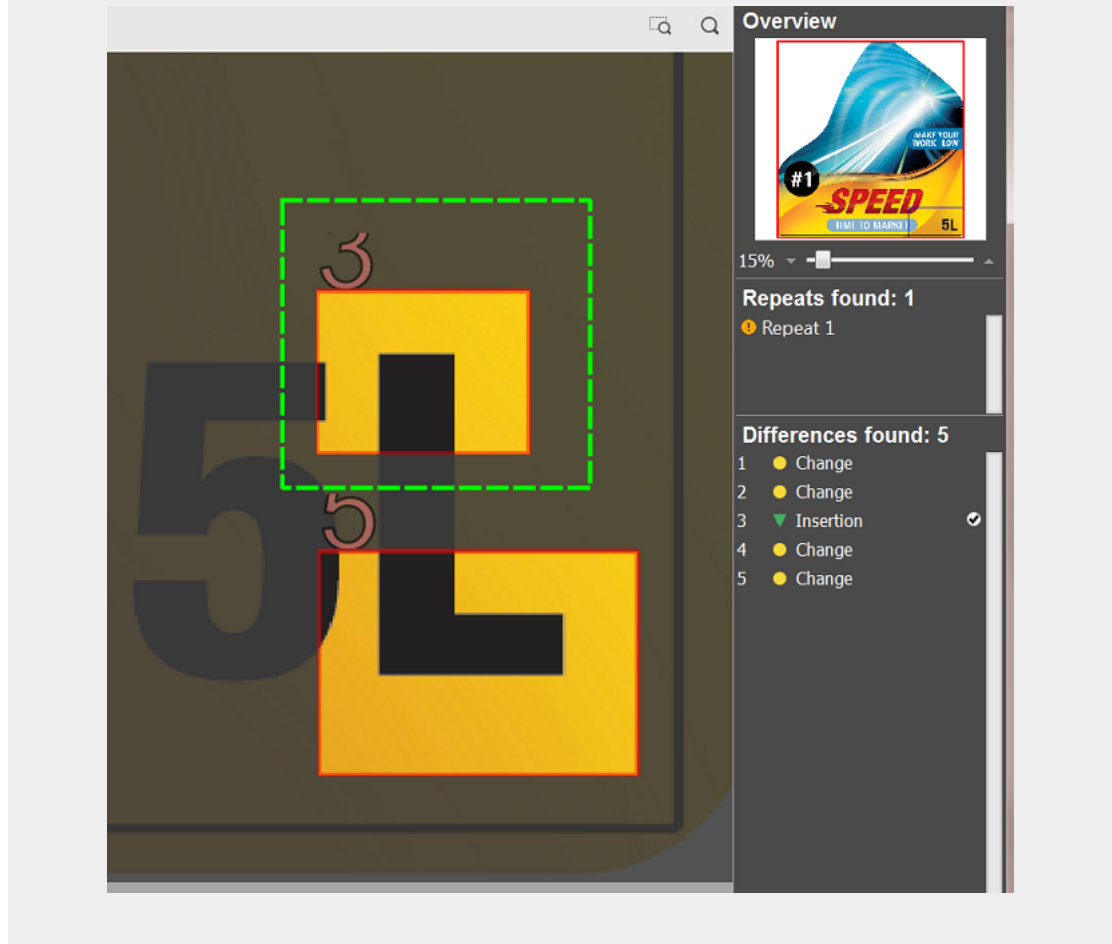 Overview
MAKE YOUR
WORK LOW
#1
SPEED
TIME TO MARKET
5L
15%
Repeats found: 1
Repeat 1
Differences found: 5
1 Change
2 Change
3 Insertion
4 Change
5 Change
3
5L
5